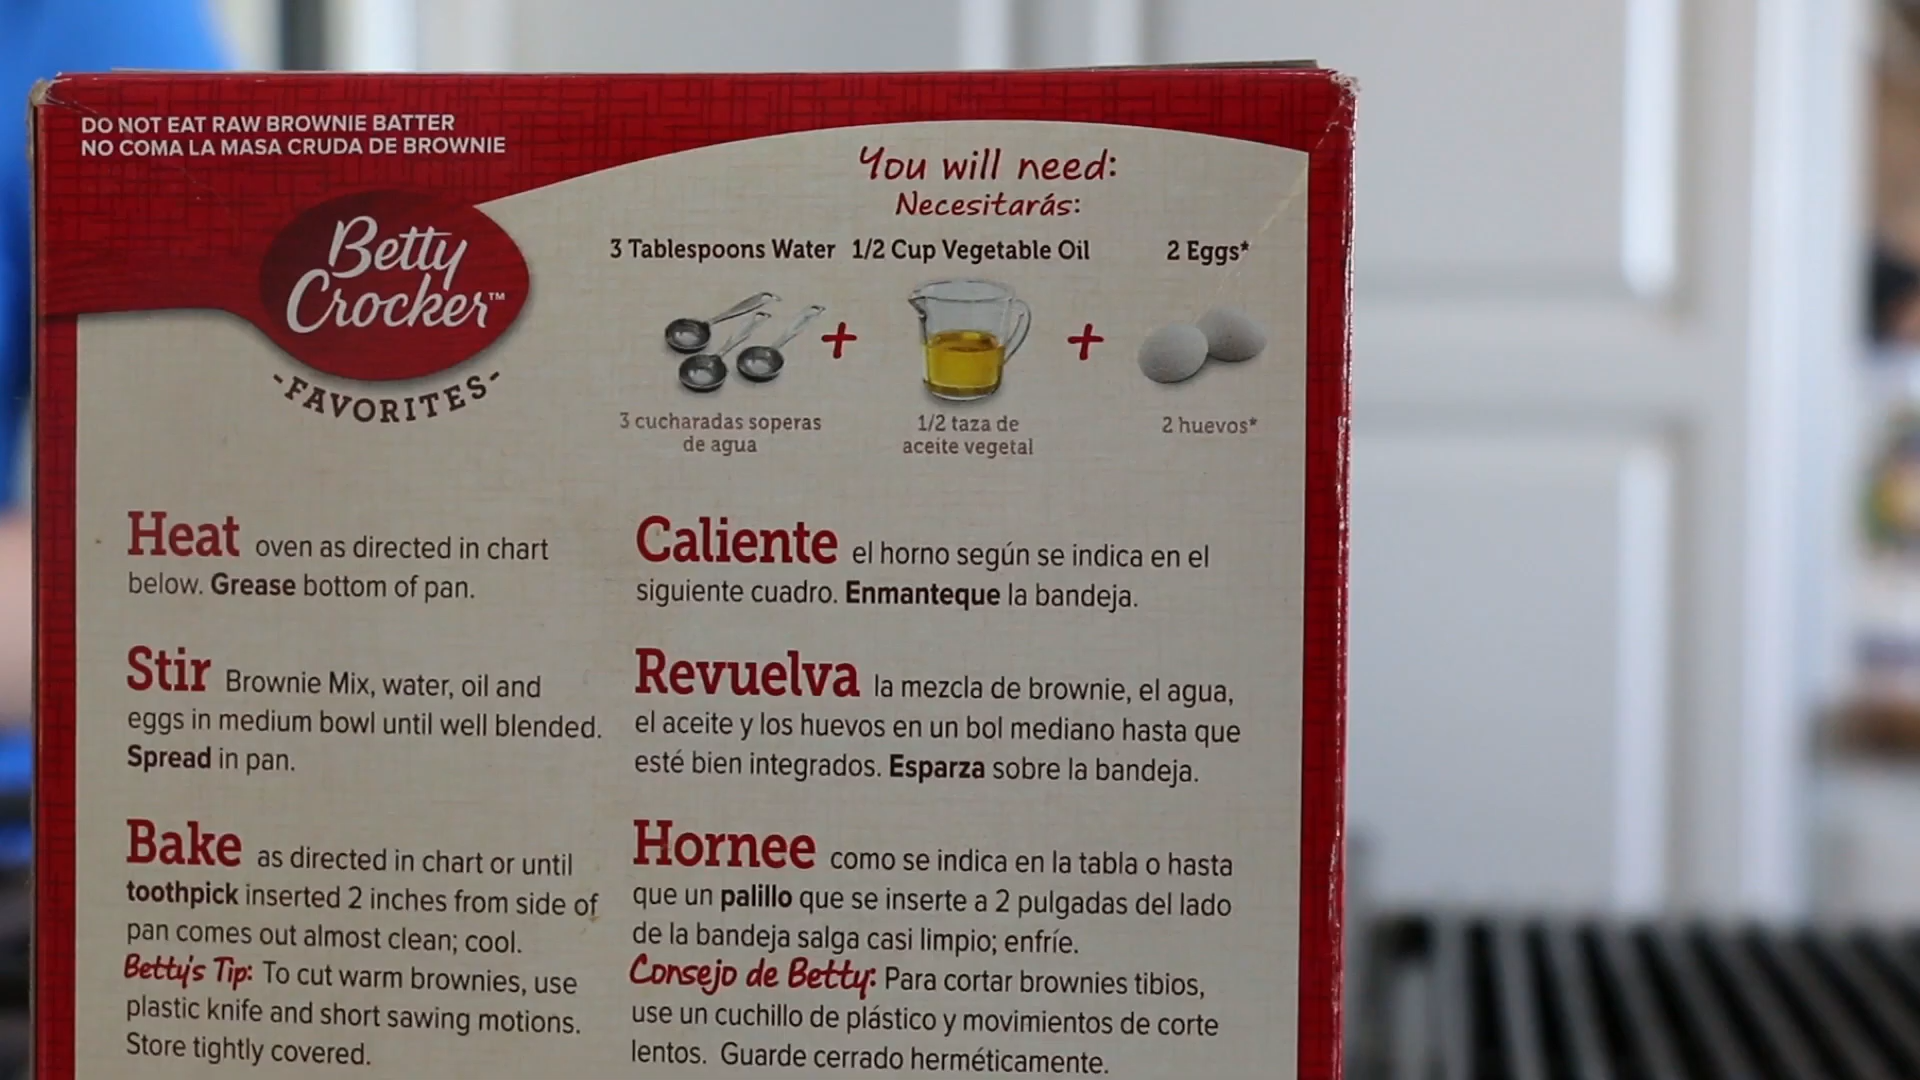 DO NOT EAT RAW BROWNIE BATTER
NO COMA LA MASA CRUDA DE BROWNIE
Betty
Crocker™
-FAVORITES-
You will need:
Necesitarás:
3 Tablespoons Water
1/2 Cup Vegetable Oil
2 Eggs*
+
+
3 cucharadas soperas
de agua
1/2 taza de
aceite vegetal
2 huevos*
Heat oven as directed in chart
below. Grease bottom of pan.
Stir Brownie Mix, water, oil and
eggs in medium bowl until well blended.
Spread in pan.
Bake as directed in chart or until
toothpick inserted 2 inches from side of
pan comes out almost clean; cool.
Betty's Tip: To cut warm brownies, use
plastic knife and short sawing motions.
Store tightly covered.
Caliente el horno según se indica en el
siguiente cuadro. Enmanteque la bandeja.
Revuelva la mezcla de brownie, el agua,
el aceite y los huevos en un bol mediano hasta que
esté bien integrados. Esparza sobre la bandeja.
Hornee como se indica en la tabla o hasta
que un palillo que se inserte a 2 pulgadas del lado
de la bandeja salga casi limpio; enfríe.
Consejo de Betty: Para cortar brownies tibios,
use un cuchillo de plástico y movimientos de corte
lentos. Guarde cerrado herméticamente.